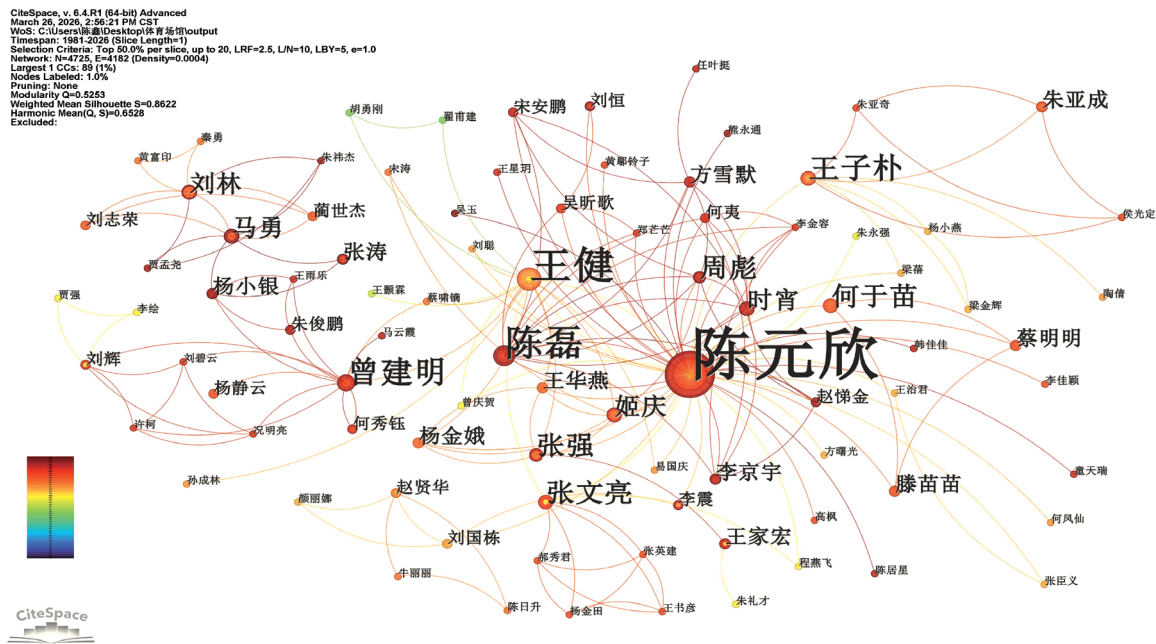 CiteSpace, v. 6.4.R1 (64-bit) Advanced
March 26, 2026, 2:56:21 PM CST
WoS: C:\Users\陈鑫\Desktop\体育场馆\output
Timespan: 1981-2026 (Slice Length=1)
Selection Criteria: Top 50.0% per slice, up to 20, LRF=2.5, L/N=10, LBY=5, e=1.0
Network: N=4725, E=4182 (Density=0.0004)
Largest 1 CCs: 89 (1%)
Nodes Labeled: 1.0%
Pruning: None
Modularity Q=0.5253
Weighted Mean Silhouette S=0.8622
Harmonic Mean(Q, S)=0.6528
Excluded:
任叶挺
胡勇刚
翟甫建
宋安鹏
刘恒
朱亚奇
朱亚成
秦勇
黄富印
朱祎杰
熊永通
宋涛
王星玥
黄鄢铃子
方雪默
王子朴
刘林
刘志荣
蔺世杰
马勇
吴玉
吴昕歌
何夷
郑芒芒
李金容
朱永强
杨小燕
侯光定
刘聪
张涛
贾孟尧
杨小银
王雨乐
王健
周彪
梁蓓
贾强
李绘
王颢霖
蔡啸镝
时宵
何于苗
梁金辉
陶倩
朱俊鹏
马云霞
陈磊
陈元欣
韩佳佳
蔡明明
刘辉
刘碧云
曾建明
杨静云
王华燕
王治君
李佳颖
赵悌金
曾庆贺
姬庆
许柯
况明亮
何秀钰
杨金娥
张强
方曙光
易国庆
李京宇
童天瑞
孙成林
滕苗苗
赵贤华
颜丽娜
张文亮
李震
高枫
何凤仙
刘国栋
王家宏
郝秀君
张英建
程燕飞
陈居星
牛丽丽
张臣义
陈日升
杨金田
王书彦
朱礼才
CiteSpace